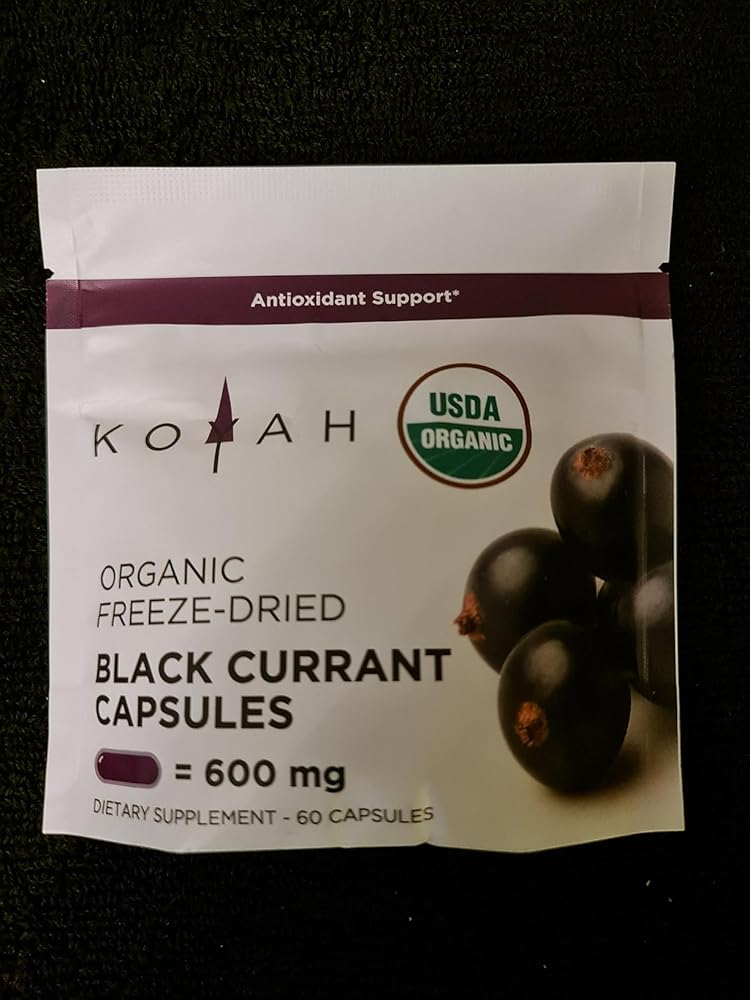 Antioxidant Support*
KOYAH
USDA
ORGANIC
ORGANIC
FREEZE-DRIED
BLACK CURRANT
CAPSULES
= 600 mg
DIETARY SUPPLEMENT - 60 CAPSULES